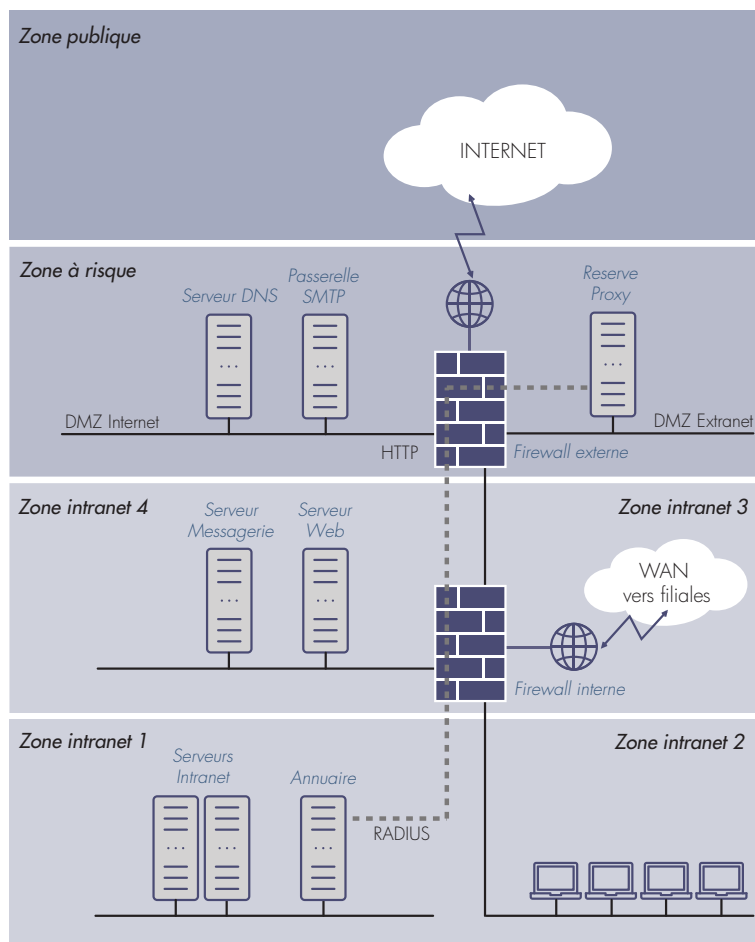 Zone publique
INTERNET
Zone à risque
Serveur DNS
Passerelle
SMTP
Reserve
Proxy
DMZ Internet
DMZ Extranet
HTTP
Firewall externe
Zone intranet 4
Zone intranet 3
Serveur
Messagerie
Serveur
Web
WAN
vers filiales
Firewall interne
Zone intranet 1
Zone intranet 2
Serveurs
Intranet
Annuaire
RADIUS